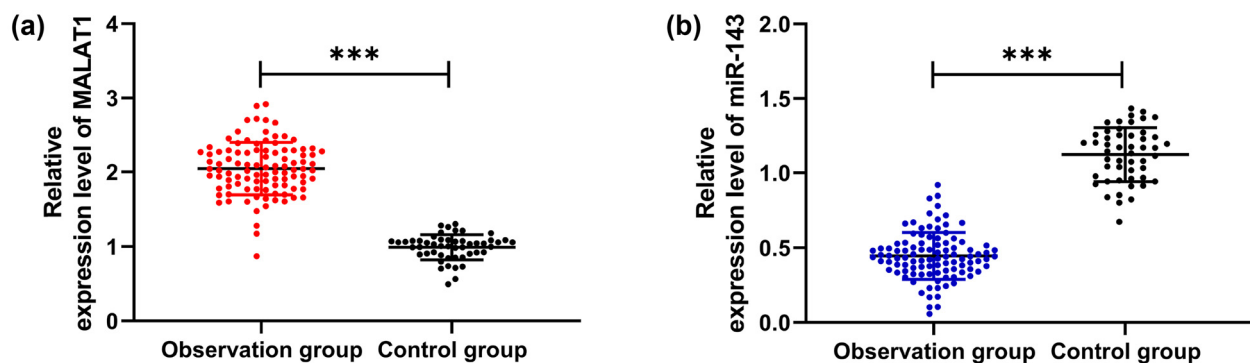 (a)
Relative
expression level of MALAT1
4
3
2
1
0
***
Observation group
Control group
(b)
Relative
expression level of miR-143
2.0
1.5
1.0
0.5
0.0
***
Observation group
Control group